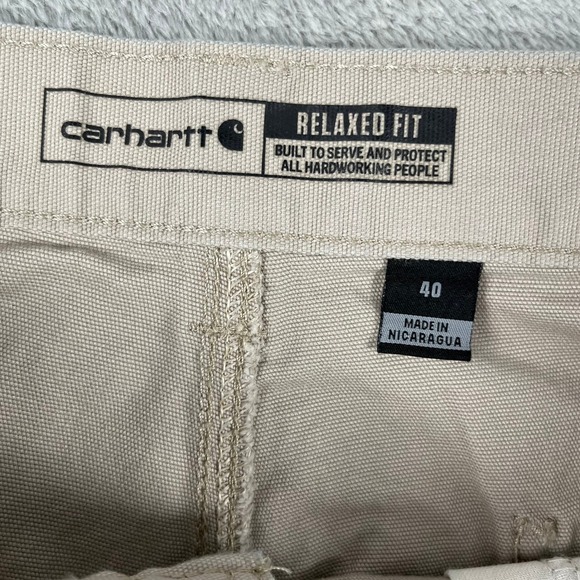 carhartt
RELAXED FIT
BUILT TO SERVE AND PROTECT
ALL HARDWORKING PEOPLE
40
MADE IN
NICARAGUA